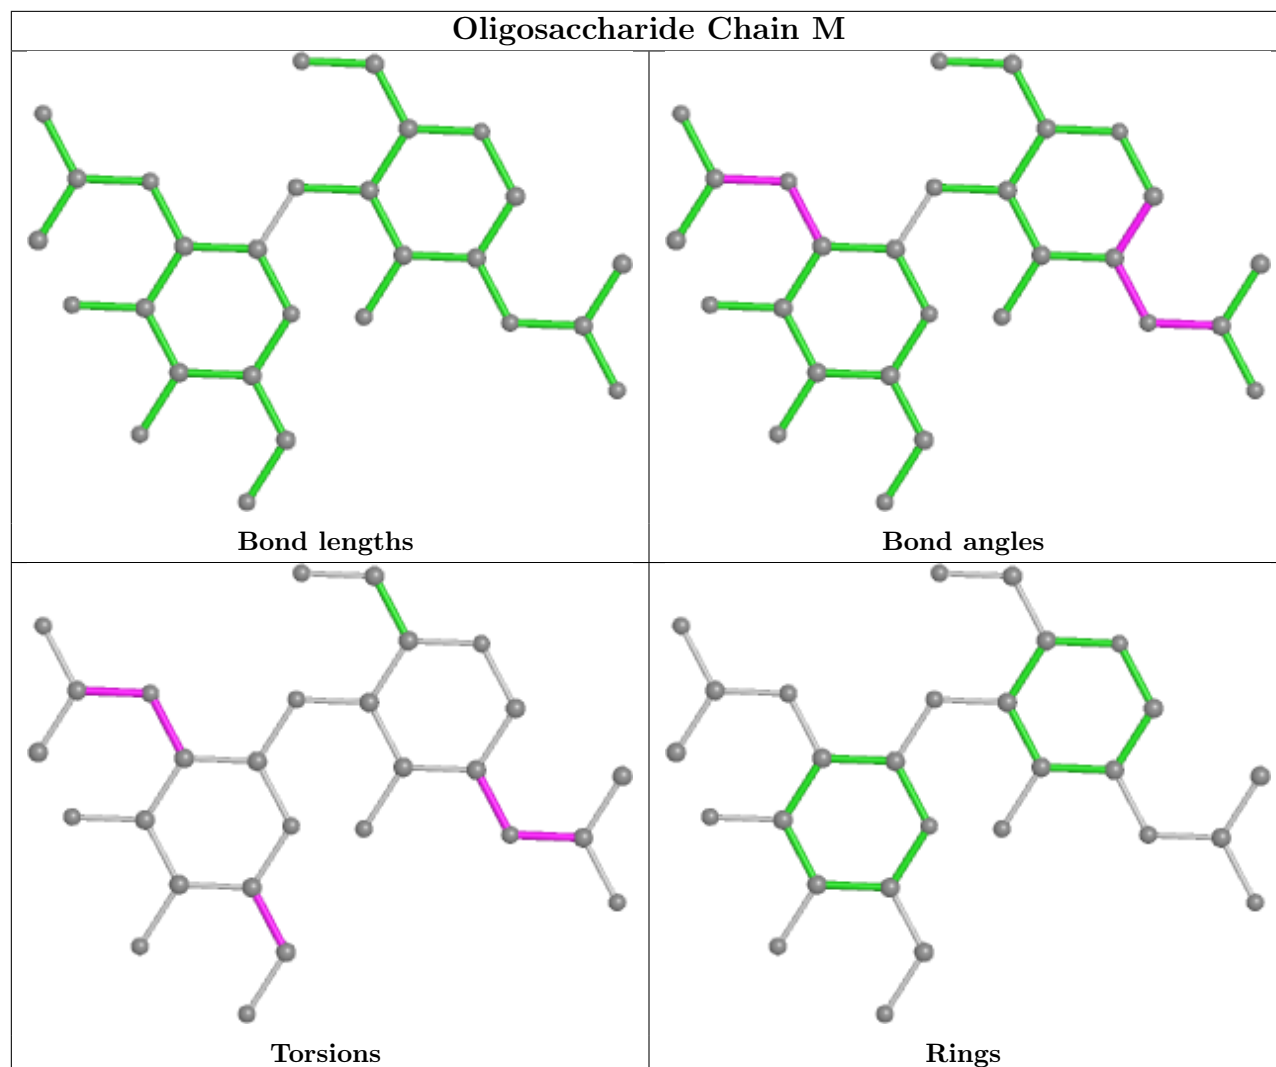 Oligosaccharide Chain M
Bond lengths
Bond angles
Torsions
Rings